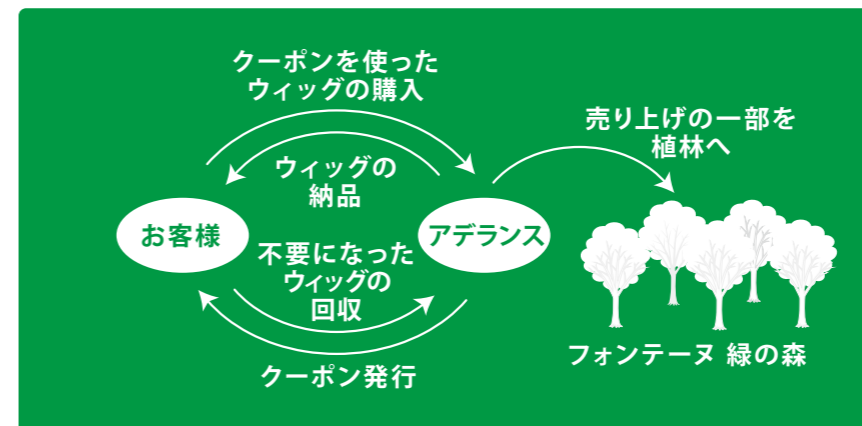 クーポンを使った
ウィッグの購入
売り上げの一部を
植林へ
ウィッグの
納品
お客様
アデランス
不要になった
ウィッグの
回収
クーポン発行
フォンテーヌ 緑の森